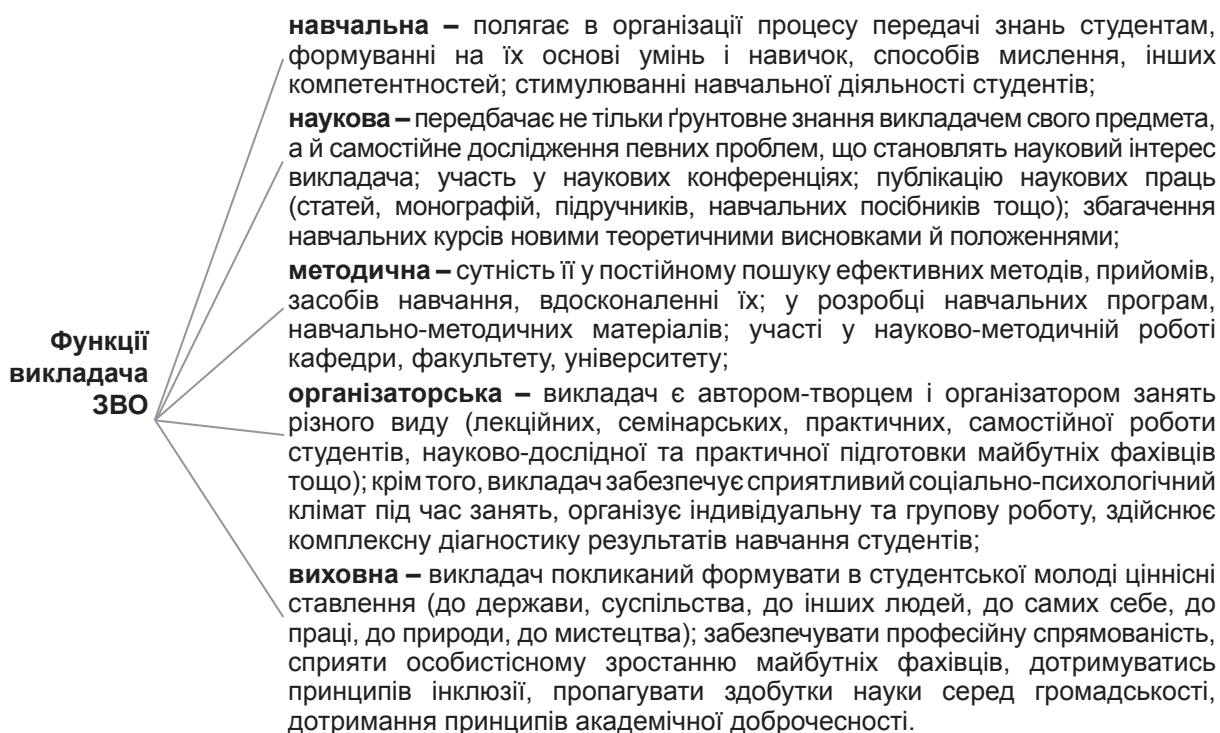 навчальна – полягає в організації процесу передачі знань студентам,
формуванні на їх основі умінь і навичок, способів мислення, інших
компетентностей; стимулюванні навчальної діяльності студентів;
наукова – передбачає не тільки ґрунтовне знання викладачем свого предмета,
а й самостійне дослідження певних проблем, що становлять науковий інтерес
викладача; участь у наукових конференціях; публікацію наукових праць
(статей, монографій, підручників, навчальних посібників тощо); збагачення
навчальних курсів новими теоретичними висновками й положеннями;
методична – сутність її у постійному пошуку ефективних методів, прийомів,
засобів навчання, вдосконаленні їх; у розробці навчальних програм,
навчально-методичних матеріалів; участі у науково-методичній роботі
кафедри, факультету, університету;
Функції
викладача
ЗВО
організаторська – викладач є автором-творцем і організатором занять
різного виду (лекційних, семінарських, практичних, самостійної роботи
студентів, науково-дослідної та практичної підготовки майбутніх фахівців
тощо); крім того, викладач забезпечує сприятливий соціально-психологічний
клімат під час занять, організує індивідуальну та групову роботу, здійснює
комплексну діагностику результатів навчання студентів;
виховна – викладач покликаний формувати в студентської молоді ціннісні
ставлення (до держави, суспільства, до інших людей, до самих себе, до
праці, до природи, до мистецтва); забезпечувати професійну спрямованість,
сприяти особистісному зростанню майбутніх фахівців, дотримуватись
принципів інклюзії, пропагувати здобутки науки серед громадськості,
дотримання принципів академічної доброчесності.